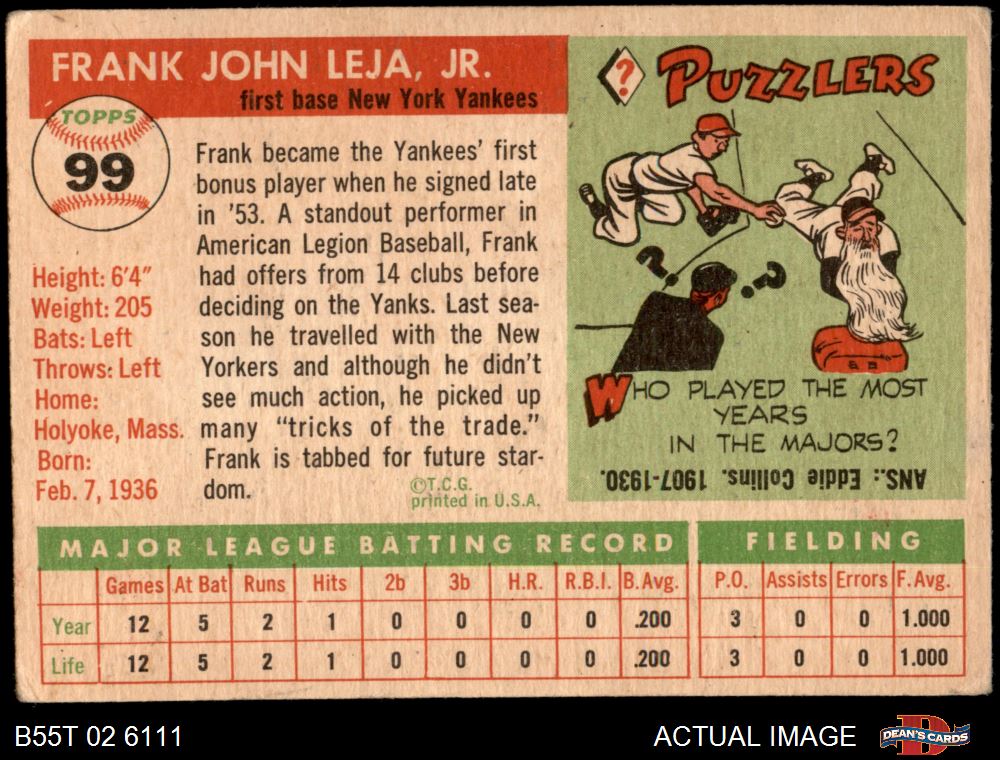 FRANK JOHN LEJA, JR.
first base New York Yankees
TOPPS
99
Height: 6'4"
Weight: 205
Bats: Left
Throws: Left
Home:
Holyoke, Mass.
Born:
Feb. 7, 1936
Frank became the Yankees' first
bonus player when he signed late
in '53. A standout performer in
American Legion Baseball, Frank
had offers from 14 clubs before
deciding on the Yanks. Last sea-
son he travelled with the New
Yorkers and although he didn't
see much action, he picked up
many "tricks of the trade."
Frank is tabbed for future star-
dom.
©T.C.G.
printed in U.S.A.
?
PUZZLERS
? ?
WHO PLAYED THE MOST
YEARS
IN THE MAJORS?
ANS.: Eddie Collins. 1907-1930.
MAJOR LEAGUE BATTING RECORD FIELDING
Games At Bat Runs Hits 2b 3b H.R. R.B.I. B.Avg. P.O. Assists Errors F.Avg.
Year 12 5 2 1 0 0 0 0 .200 3 0 0 1.000
Life 12 5 2 1 0 0 0 0 .200 3 0 0 1.000
B55T 02 6111 ACTUAL IMAGE DEAN'S CARDS